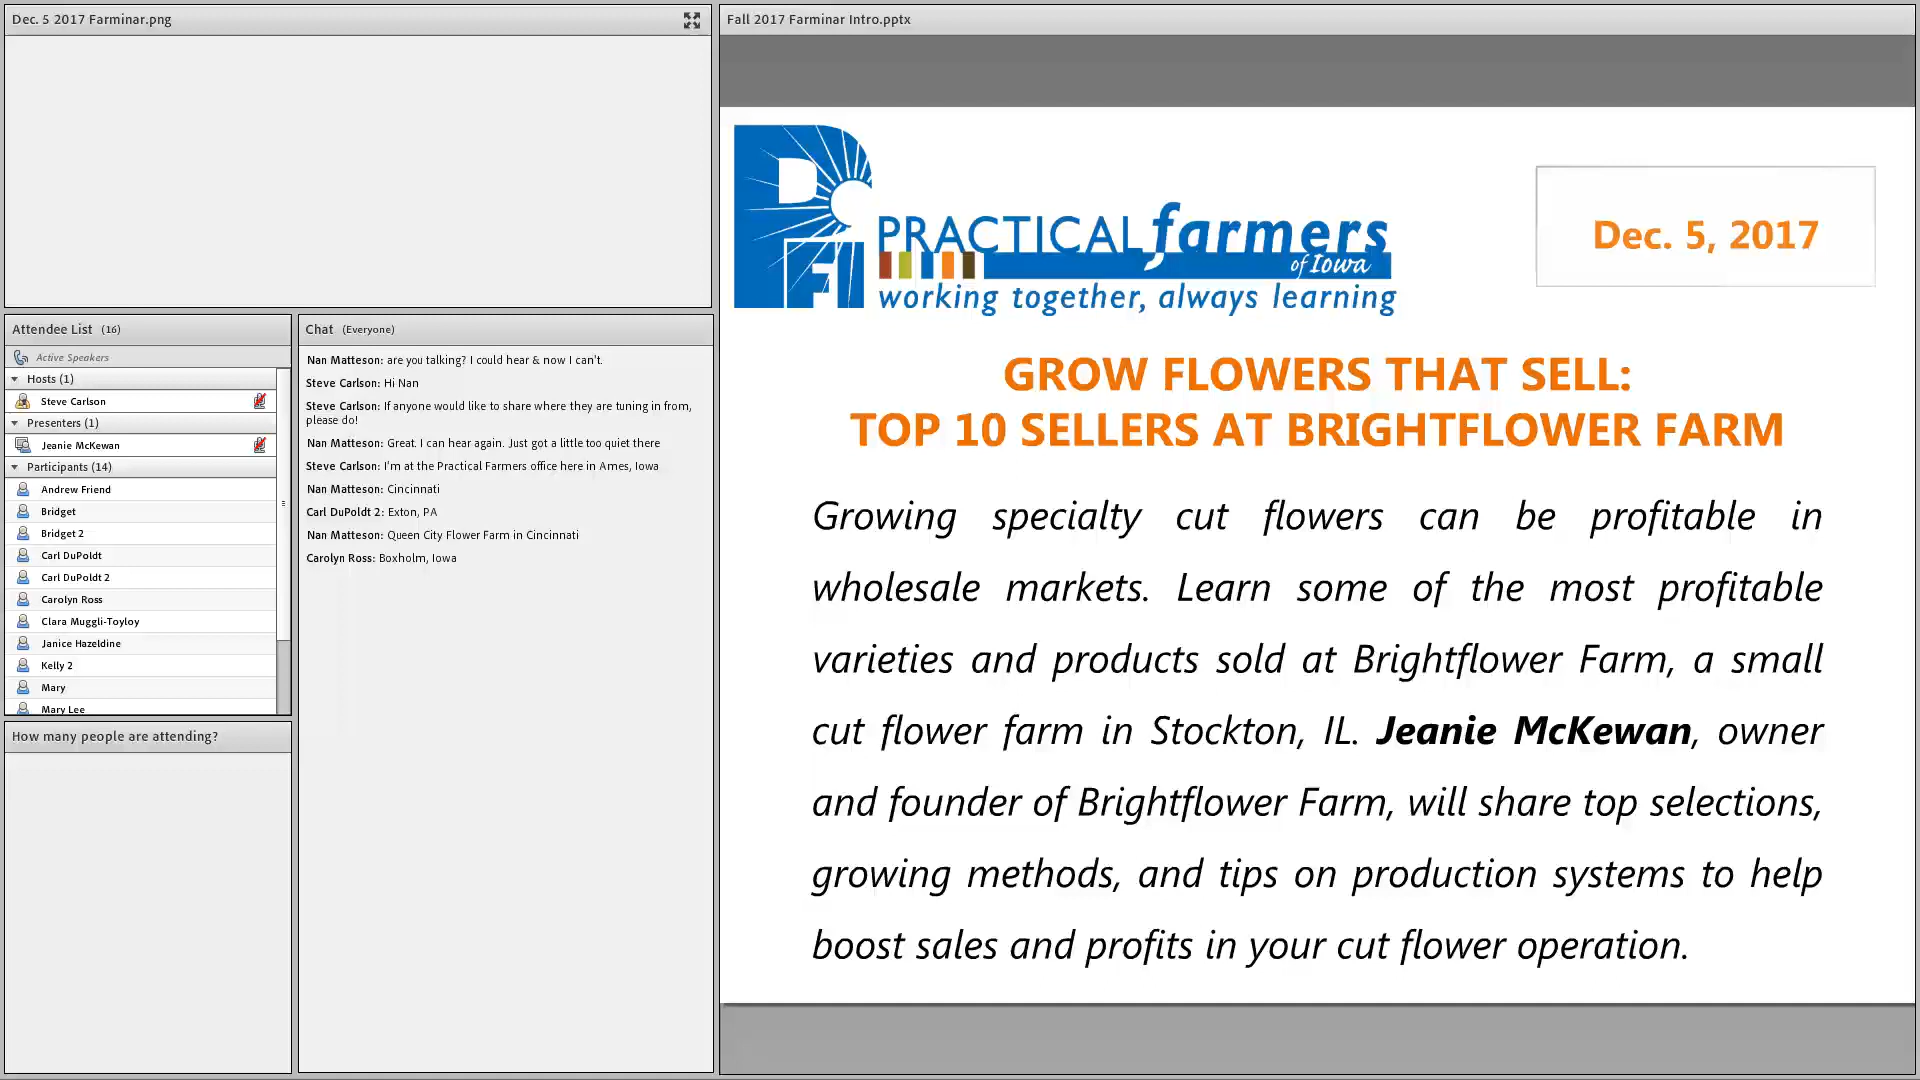 Dec. 5 2017 Farminar.png
Attendee List (16)
Active Speakers
Hosts (1)
Steve Carlson
Presenters (1)
Jeanie McKewan
Participants (14)
Andrew Friend
Bridget
Bridget 2
Carl DuPoldt
Carl DuPoldt 2
Carolyn Ross
Clara Muggli-Toyloy
Janice Hazeldine
Kelly 2
Mary
Mary Lee
How many people are attending?
Chat (Everyone)
Nan Matteson: are you talking? I could hear & now I can't.
Steve Carlson: Hi Nan
Steve Carlson: If anyone would like to share where they are tuning in from,
please do!
Nan Matteson: Great. I can hear again. Just got a little too quiet there
Steve Carlson: I'm at the Practical Farmers office here in Ames, Iowa
Nan Matteson: Cincinnati
Carl DuPoldt 2: Exton, PA
Nan Matteson: Queen City Flower Farm in Cincinnati
Carolyn Ross: Boxholm, Iowa
Fall 2017 Farminar Intro.pptx
PFI
PRACTICAL farmers
of Iowa
working together, always learning
Dec. 5, 2017
GROW FLOWERS THAT SELL:
TOP 10 SELLERS AT BRIGHTFLOWER FARM
Growing specialty cut flowers can be profitable in
wholesale markets. Learn some of the most profitable
varieties and products sold at Brightflower Farm, a small
cut flower farm in Stockton, IL. Jeanie McKewan, owner
and founder of Brightflower Farm, will share top selections,
growing methods, and tips on production systems to help
boost sales and profits in your cut flower operation.